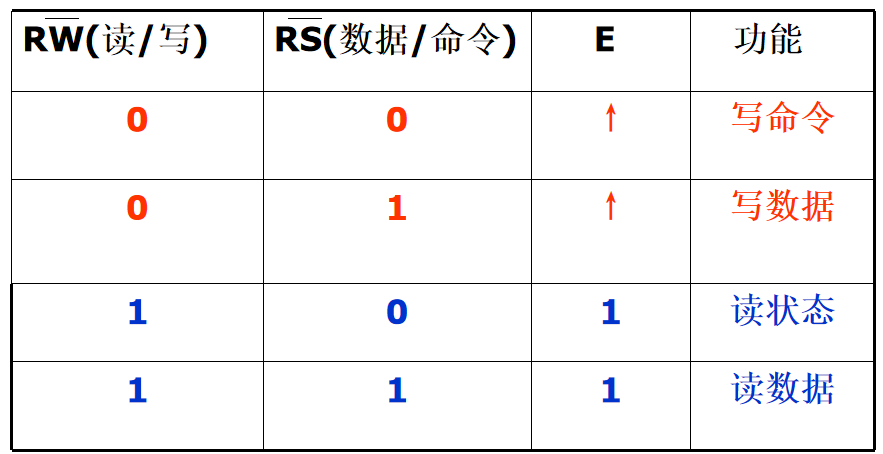 RW̅(读/写) R̅S̅(数据/命令) E 功能
0 0 ↑ 写命令
0 1 ↑ 写数据
1 0 1 读状态
1 1 1 读数据